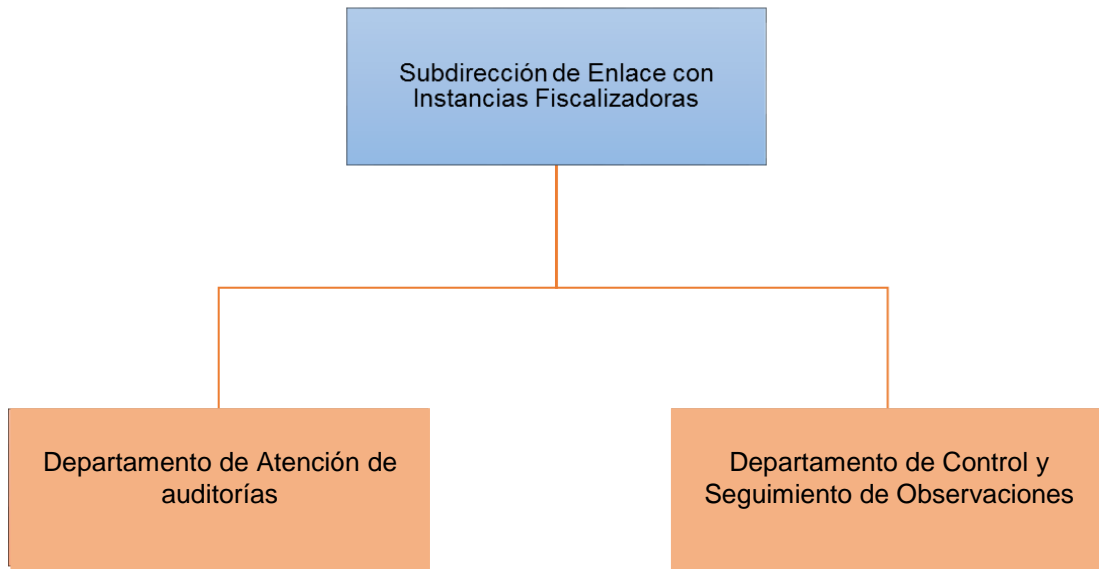 Subdirección de Enlace con
Instancias Fiscalizadoras
Departamento de Atención de
auditorías
Departamento de Control y
Seguimiento de Observaciones